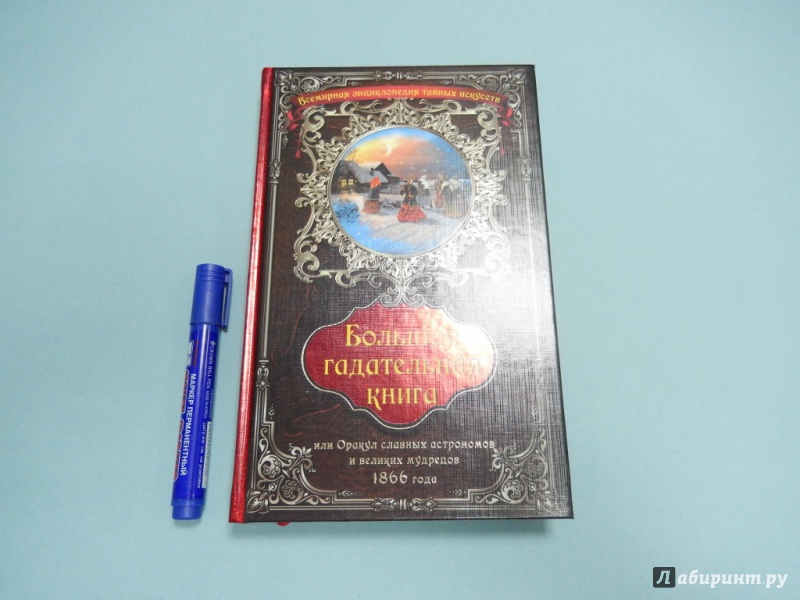 Всемирная энциклопедия тайных искусств
Большая
гадательная
книга
или Оракул славных астрономов
и великих мудрецов
1866 года
МАРКЕР ПЕРМАНЕНТНЫЙ
Лабиринт.ру